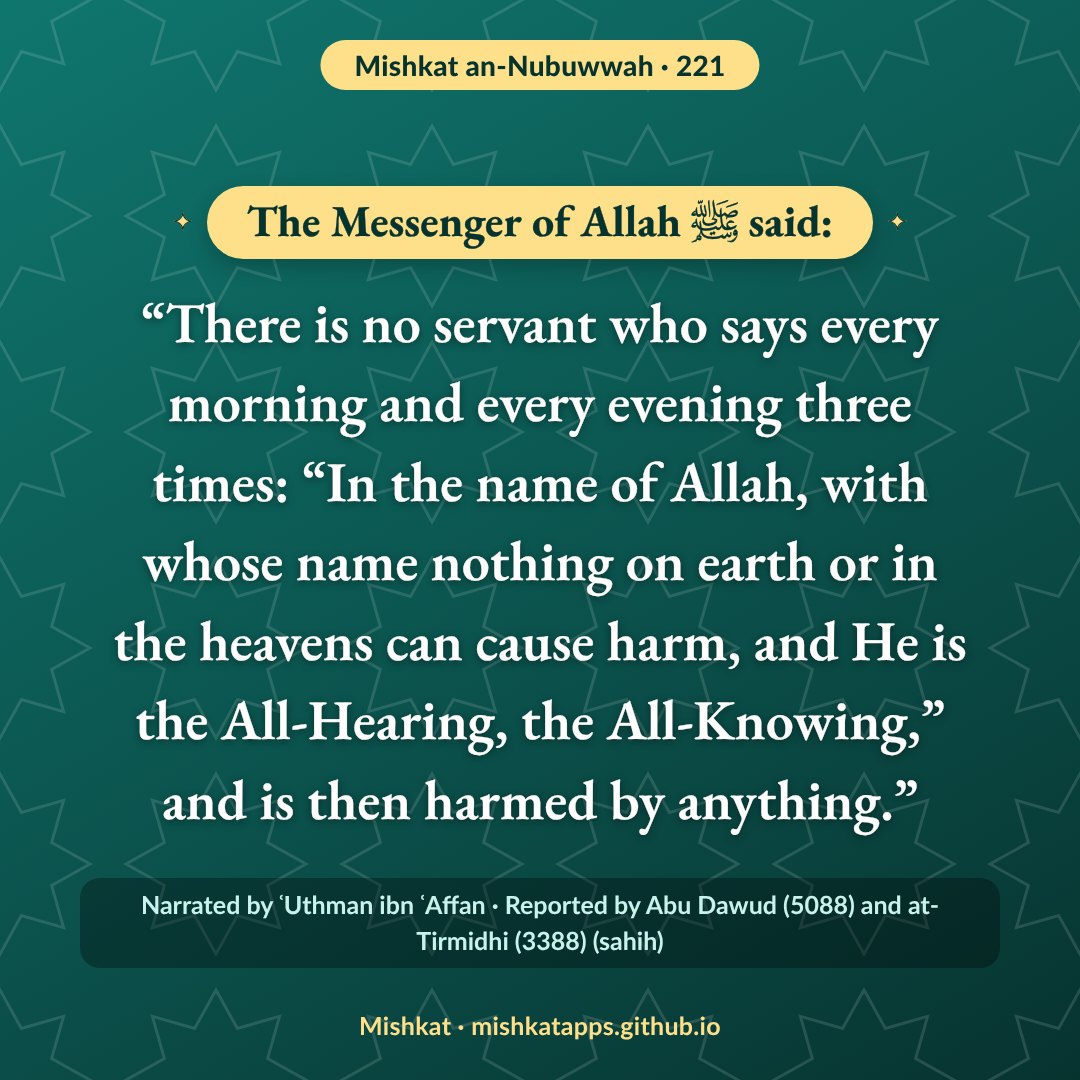 Mishkat an-Nubuwwah · 221
The Messenger of Allah ﷺ said:
“There is no servant who says every
morning and every evening three
times: “In the name of Allah, with
whose name nothing on earth or in
the heavens can cause harm, and He is
the All-Hearing, the All-Knowing,”
and is then harmed by anything.”
Narrated by ʿUthman ibn ʿAffan · Reported by Abu Dawud (5088) and at-
Tirmidhi (3388) (sahih)
Mishkat · mishkatapps.github.io